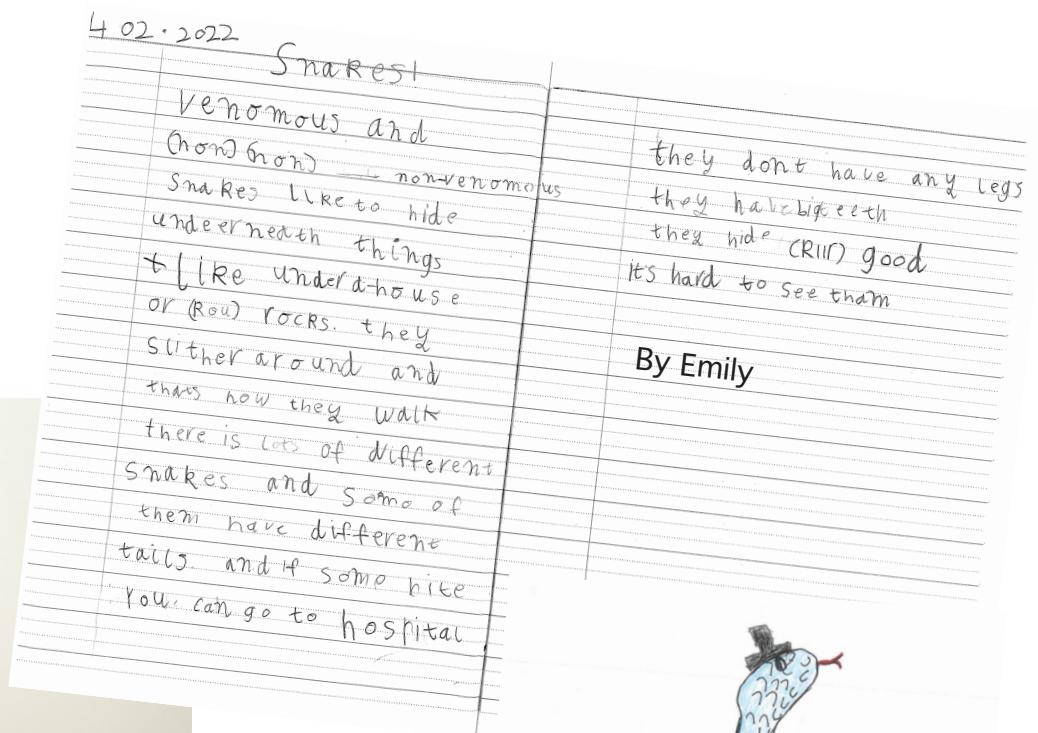 4 02.2022
Snakes!
venomous and
(non) (non) non-venomous
Snakes like to hide
undeerneath things
like under a house
or (Rou) rocks. they
slither around and
thats how they walk
there is lots of different
snakes and some of
them have different
tails and if some bite
you. can go to hospital
they dont have any legs
they have big teeth
they hide (RIIr) good
It's hard to see tham
By Emily